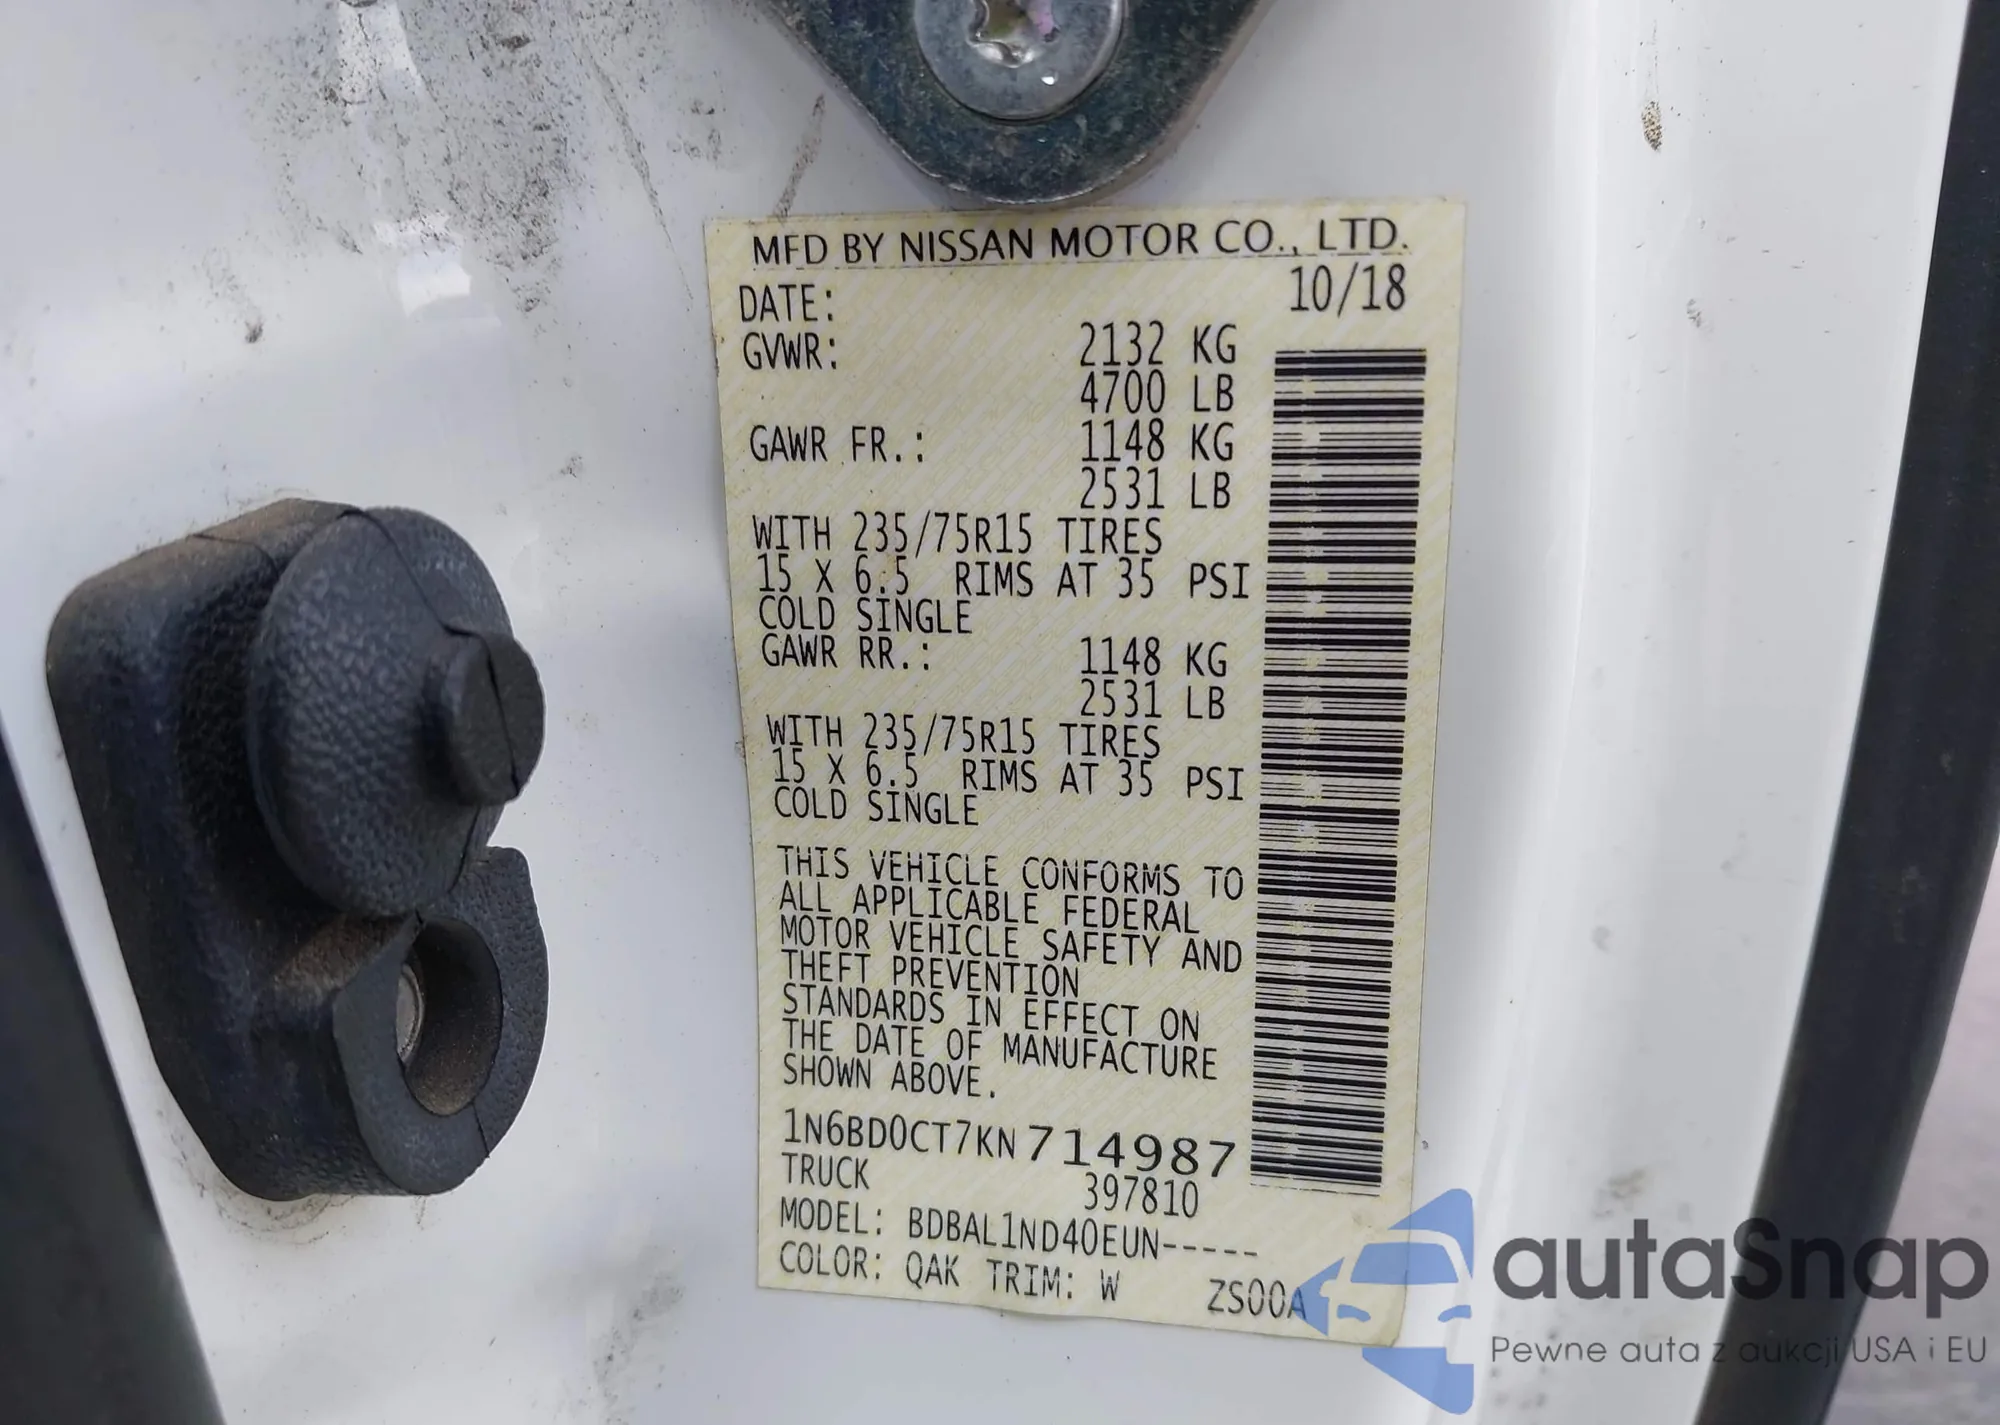 MFD BY NISSAN MOTOR CO., LTD.
DATE: 10/18
GVWR: 2132 KG
4700 LB
GAWR FR.: 1148 KG
2531 LB
WITH 235/75R15 TIRES
15 X 6.5 RIMS AT 35 PSI
COLD SINGLE
GAWR RR.: 1148 KG
2531 LB
WITH 235/75R15 TIRES
15 X 6.5 RIMS AT 35 PSI
COLD SINGLE
THIS VEHICLE CONFORMS TO
ALL APPLICABLE FEDERAL
MOTOR VEHICLE SAFETY AND
THEFT PREVENTION
STANDARDS IN EFFECT ON
THE DATE OF MANUFACTURE
SHOWN ABOVE.
1N6BD0CT7KN714987
TRUCK 397810
MODEL: BDBAL1ND40EUN-----
COLOR: QAK TRIM: W ZS00A
autaSnap
Pewne auta z aukcji USA i EU